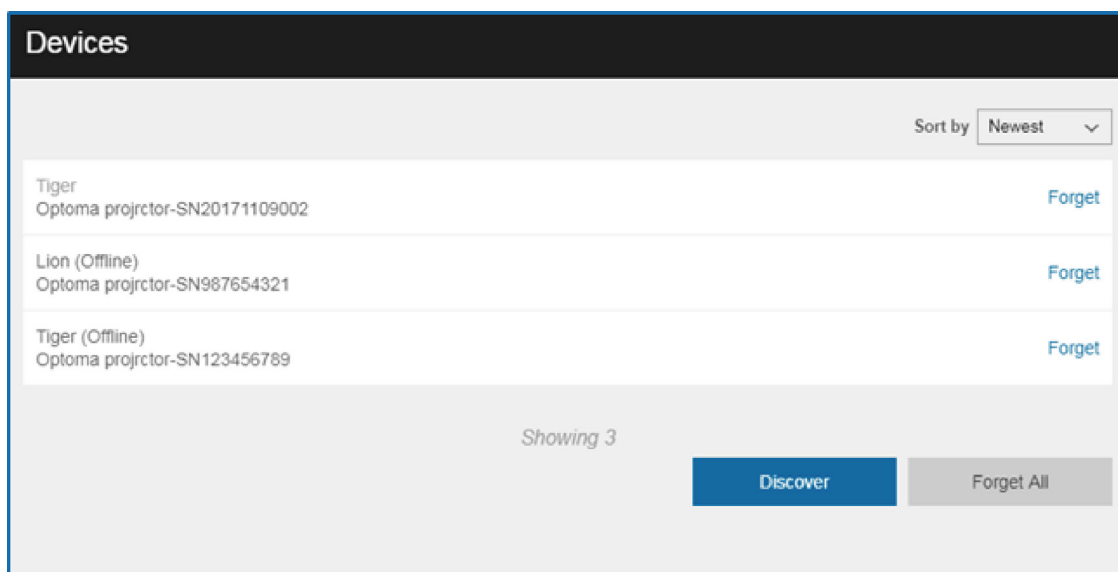 Devices
Sort by Newest
Tiger
Optoma projrctor-SN20171109002
Forget
Lion (Offline)
Optoma projrctor-SN987654321
Forget
Tiger (Offline)
Optoma projrctor-SN123456789
Forget
Showing 3
Discover
Forget All